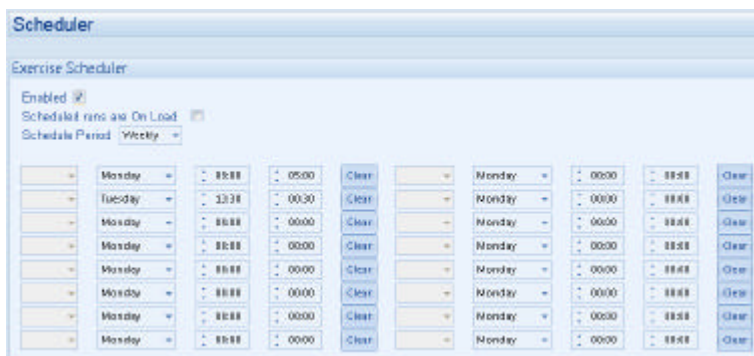 Scheduler
Exercise Scheduler
Enabled
Scheduled runs are On Load
Schedule Period Weekly
Monday 05:00 Clear Monday 00:00 Clear
Tuesday 13:30 00:30 Clear Monday 00:00 Clear
Monday 00:00 Clear Monday 00:00 Clear
Monday 00:00 Clear Monday 00:00 Clear
Monday 00:00 Clear Monday 00:00 Clear
Monday 00:00 Clear Monday 00:00 Clear
Monday 00:00 Clear Monday 00:00 Clear
Monday 00:00 Clear Monday 00:00 Clear